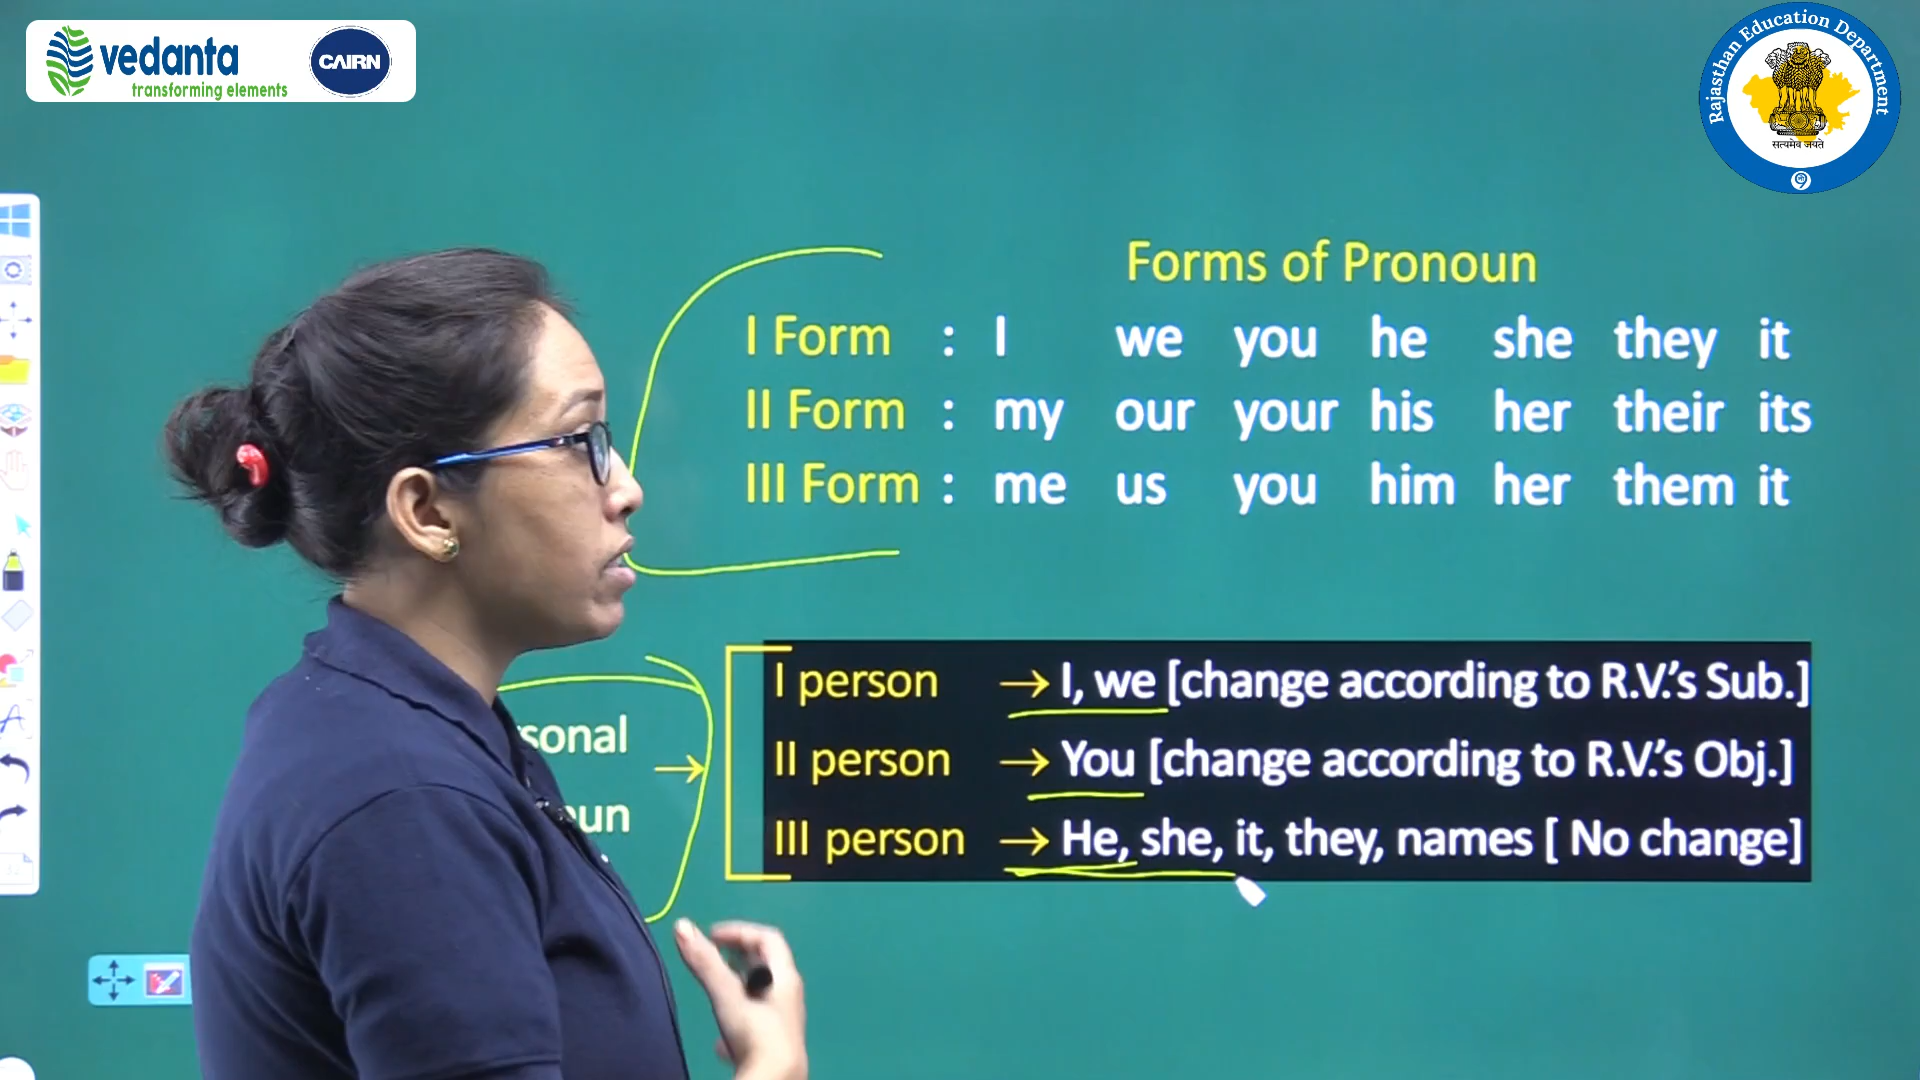 vedanta
transforming elements
CAIRN
Rajasthan Education Department
सत्यमेव जयते
Forms of Pronoun
I Form : I we you he she they it
II Form : my our your his her their its
III Form : me us you him her them it
I person → I, we [change according to R.V.'s Sub.]
II person → You [change according to R.V.'s Obj.]
III person → He, she, it, they, names [ No change]